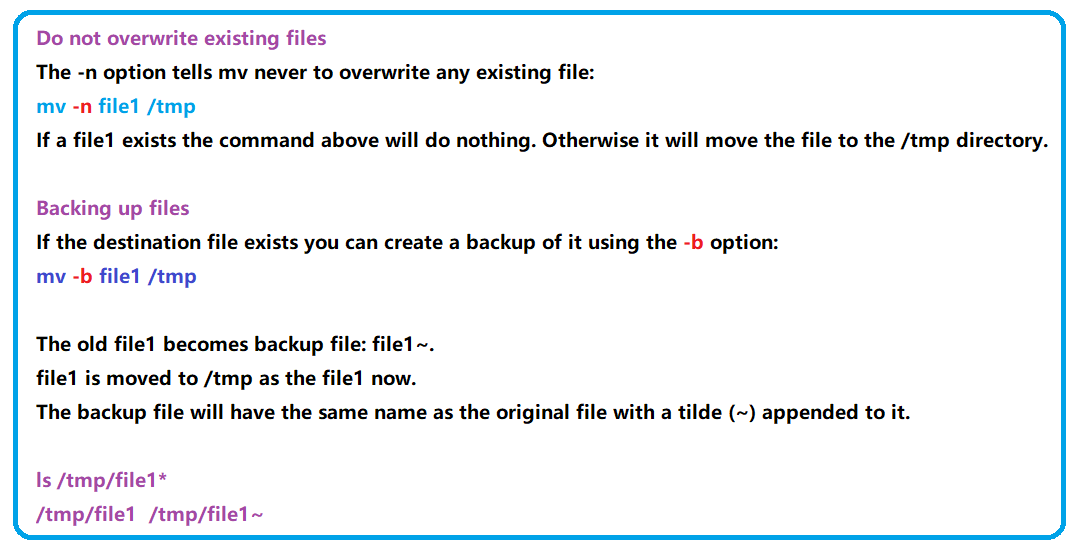 Do not overwrite existing files
The -n option tells mv never to overwrite any existing file:
mv -n file1 /tmp
If a file1 exists the command above will do nothing. Otherwise it will move the file to the /tmp directory.
Backing up files
If the destination file exists you can create a backup of it using the -b option:
mv -b file1 /tmp
The old file1 becomes backup file: file1~.
file1 is moved to /tmp as the file1 now.
The backup file will have the same name as the original file with a tilde (~) appended to it.
ls /tmp/file1*
/tmp/file1  /tmp/file1~